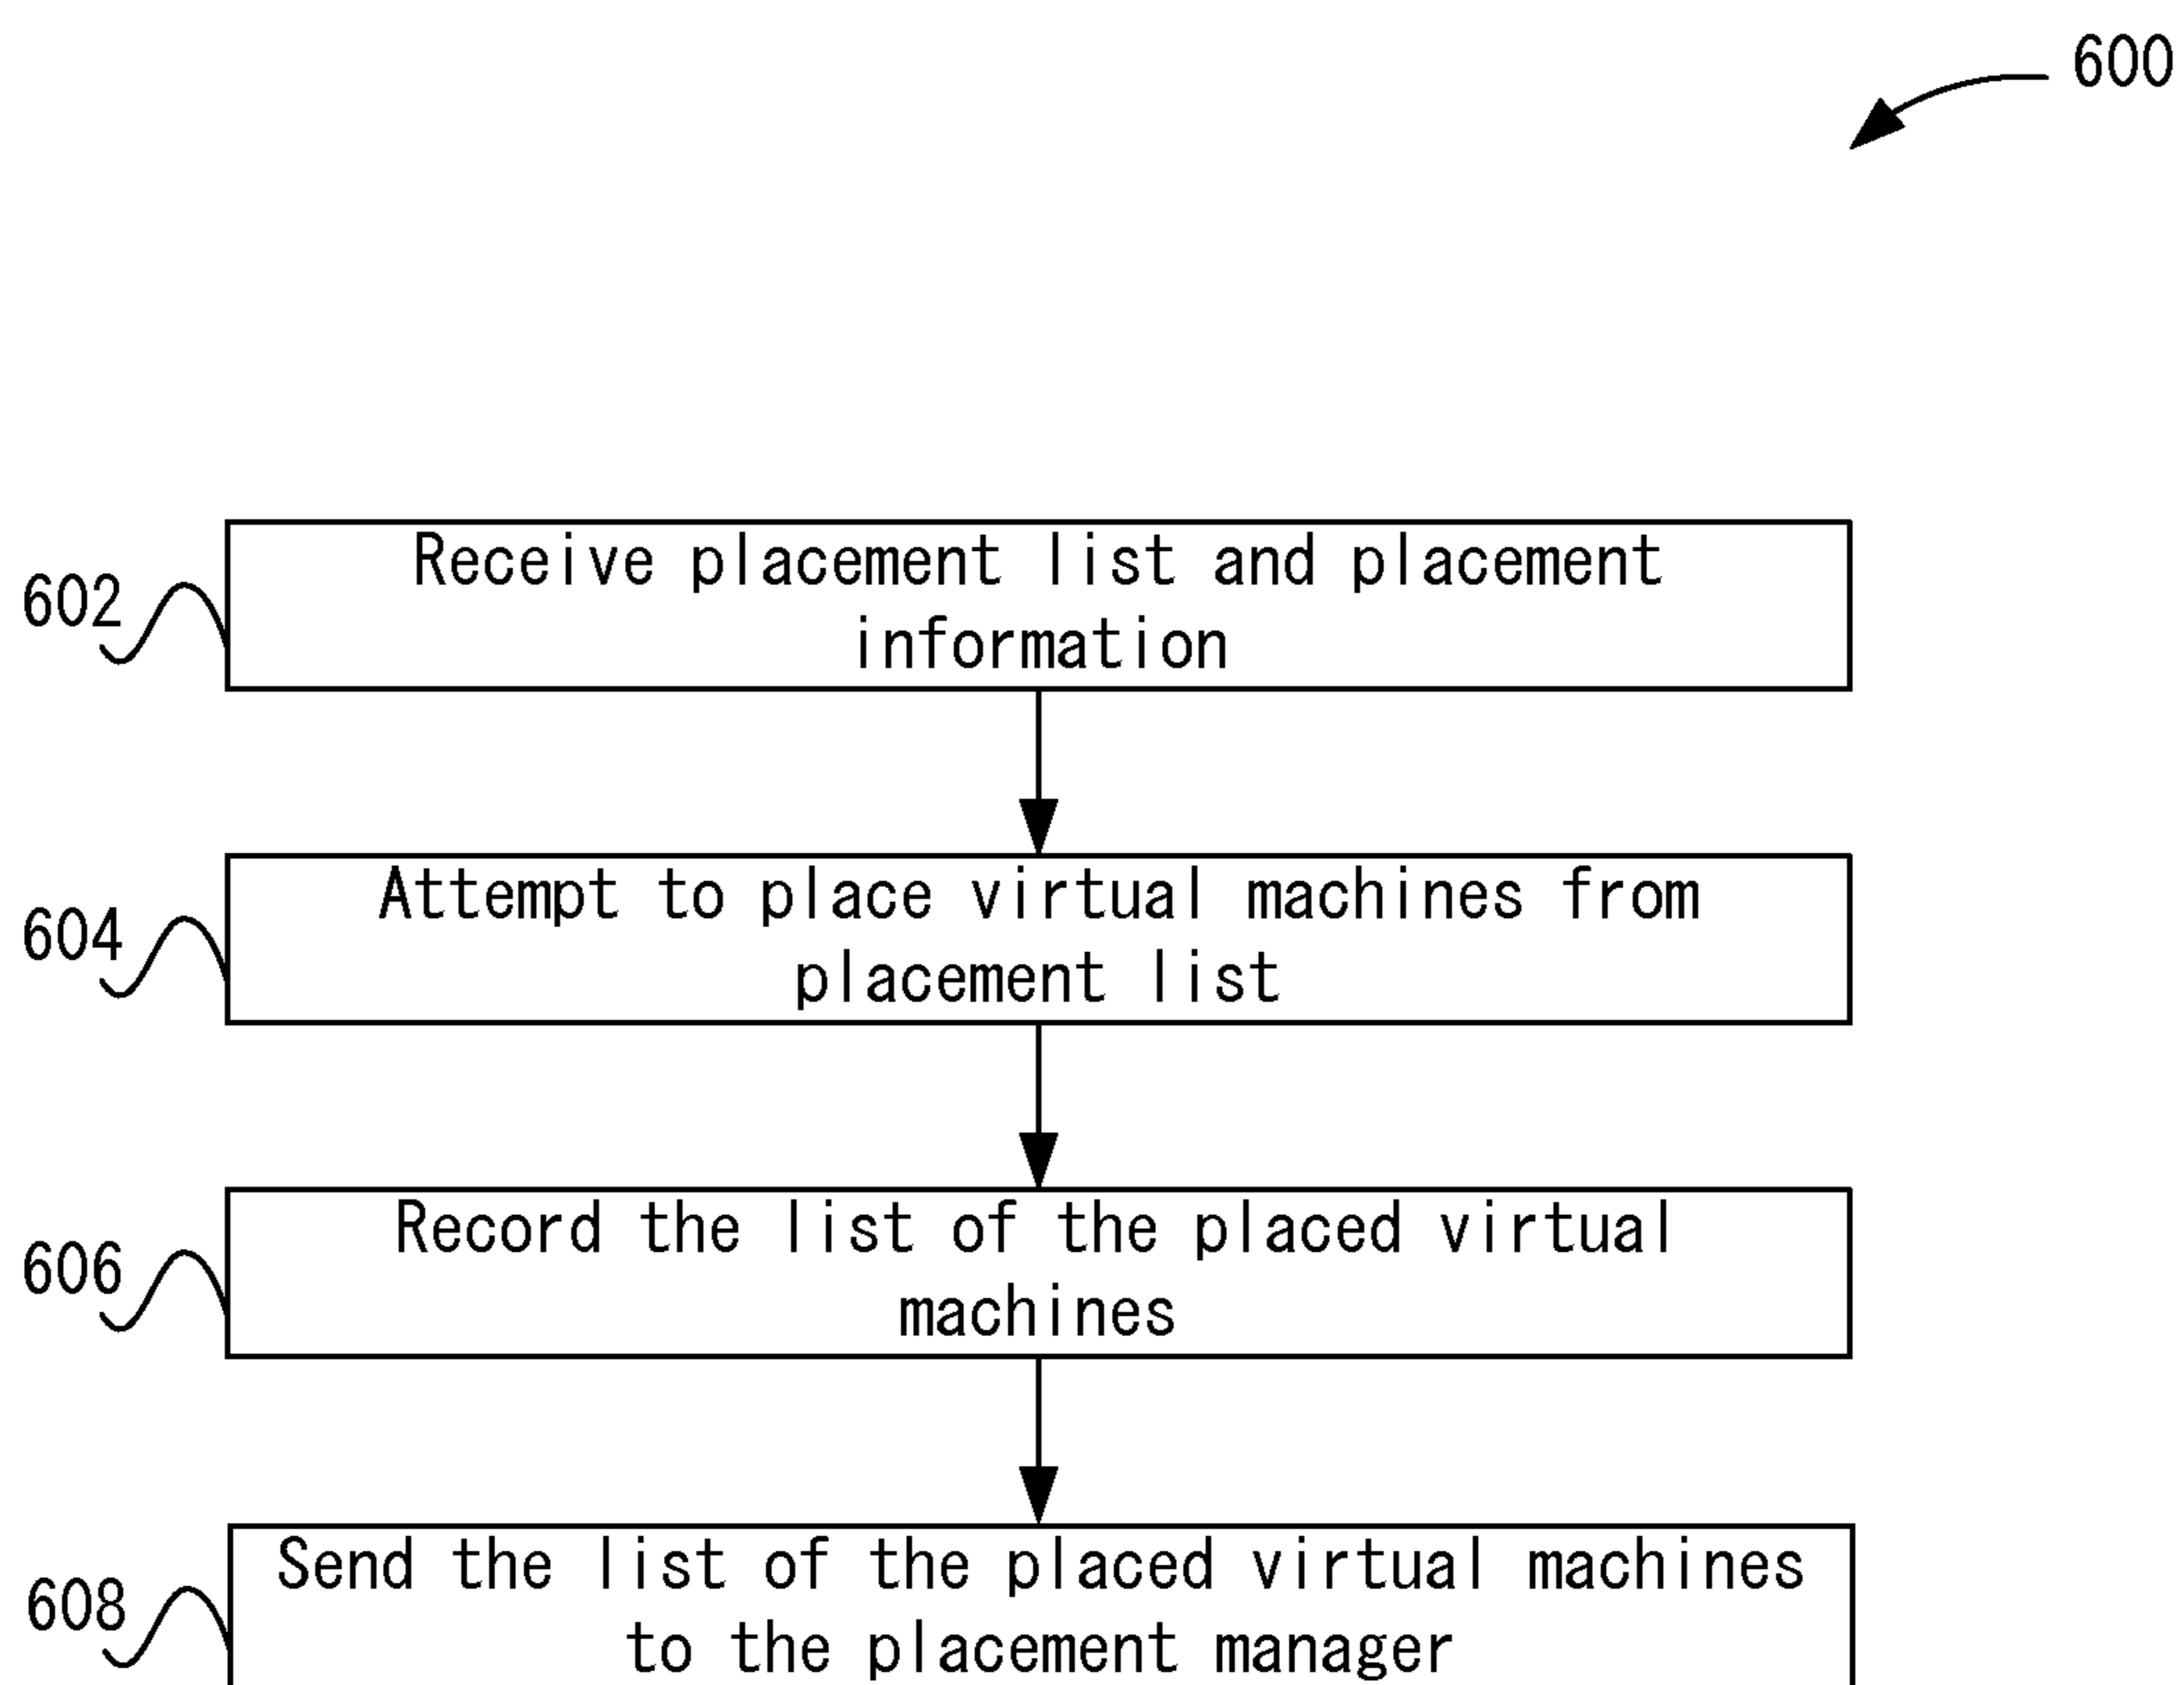 600
Receive placement list and placement
information
602
Attempt to place virtual machines from
placement list
604
Record the list of the placed virtual
machines
606
Send the list of the placed virtual machines
to the placement manager
608